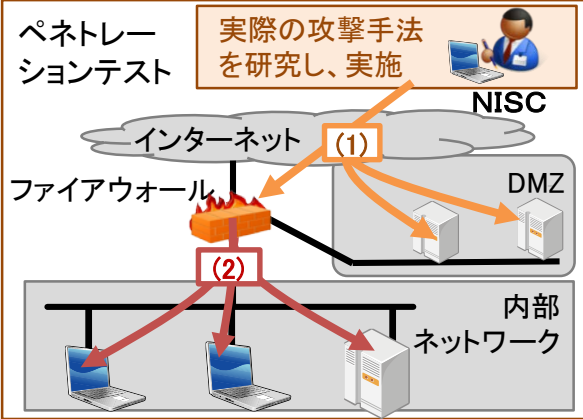 ペネトレー
ションテスト
実際の攻撃手法
を研究し、実施
NISC
インターネット
(1)
ファイアウォール
DMZ
(2)
内部
ネットワーク